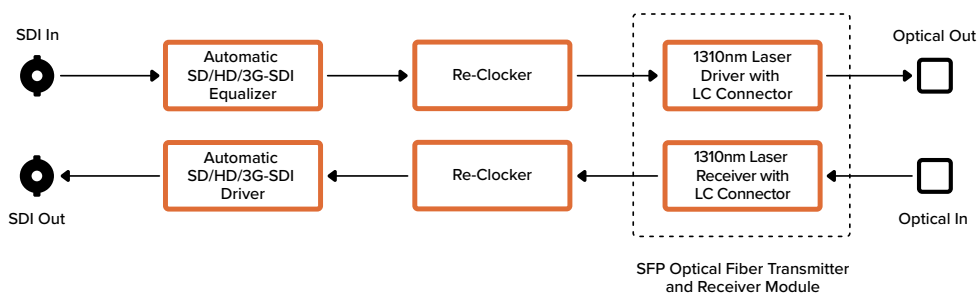 SDI In
Automatic
SD/HD/3G-SDI
Equalizer
Re-Clocker
1310nm Laser
Driver with
LC Connector
Optical Out
Automatic
SD/HD/3G-SDI
Driver
Re-Clocker
1310nm Laser
Receiver with
LC Connector
SDI Out
Optical In
SFP Optical Fiber Transmitter
and Receiver Module